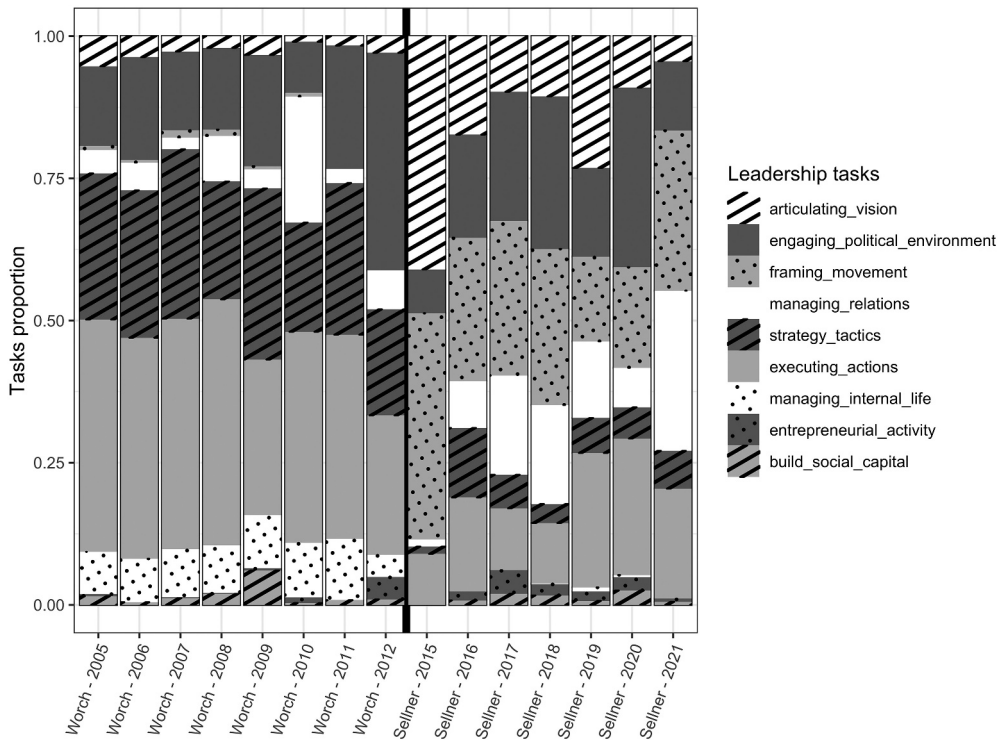 1.00
0.75
0.50
0.25
0.00
Tasks proportion
Worch - 2005
Worch - 2006
Worch - 2007
Worch - 2008
Worch - 2009
Worch - 2010
Worch - 2011
Worch - 2012
Sellner - 2015
Sellner - 2016
Sellner - 2017
Sellner - 2018
Sellner - 2019
Sellner - 2020
Sellner - 2021
Leadership tasks
articulating_vision
engaging_political_environment
framing_movement
managing_relations
strategy_tactics
executing_actions
managing_internal_life
entrepreneurial_activity
build_social_capital